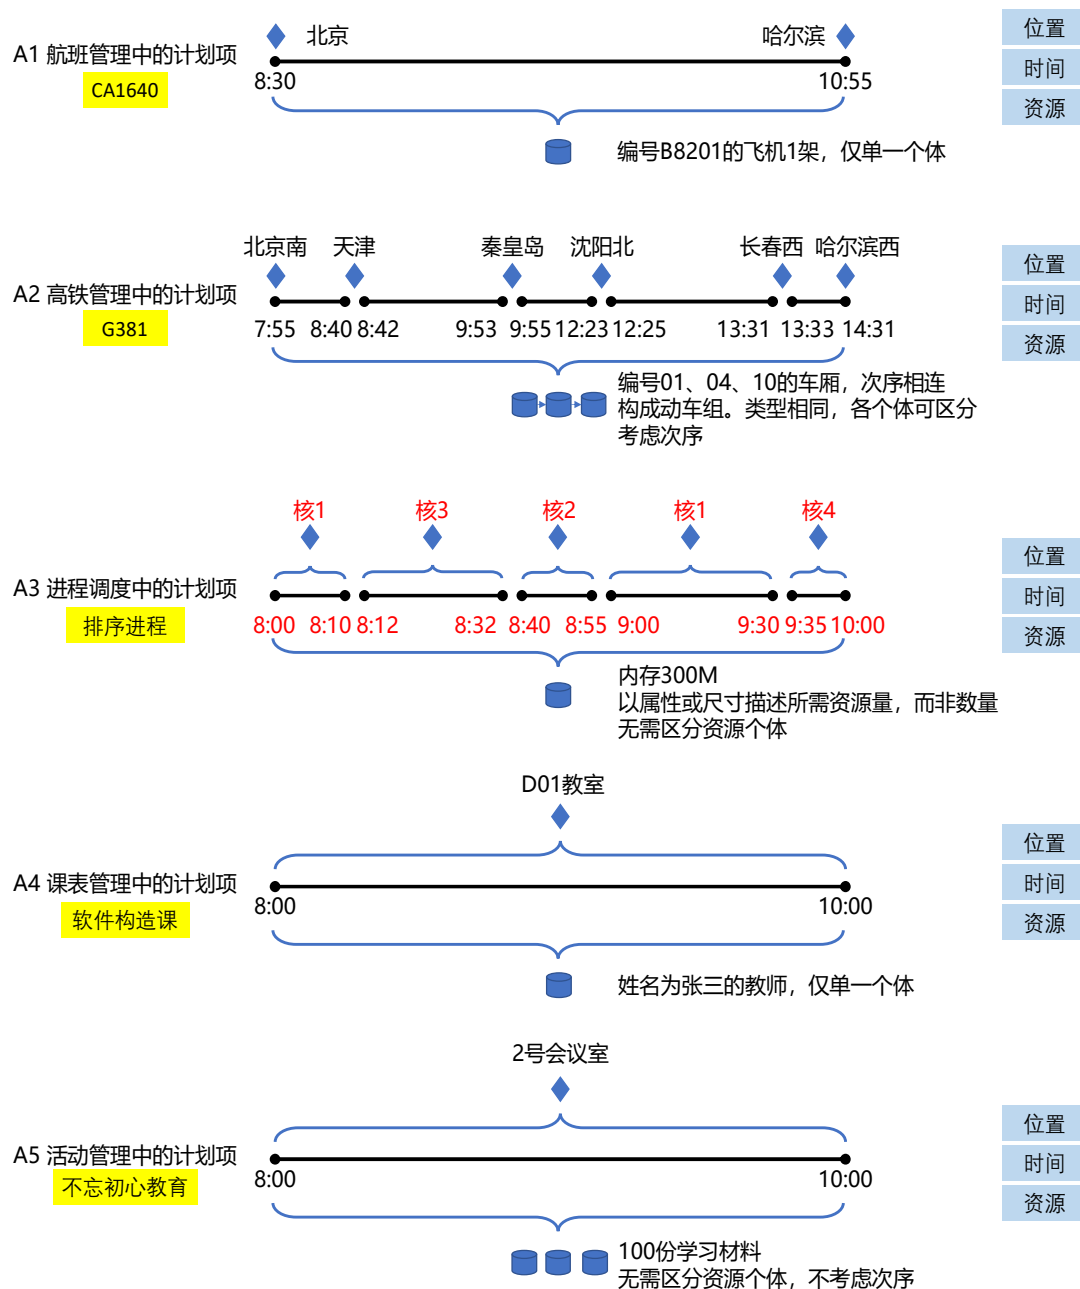 北京
哈尔滨
位置
A1 航班管理中的计划项
时间
CA1640
8:30
10:55
资源
编号B8201的飞机1架，仅单一个体
北京南
天津
秦皇岛
沈阳北
长春西
哈尔滨西
位置
A2 高铁管理中的计划项
时间
G381
7:55
8:40
8:42
9:53
9:55
12:23
12:25
13:31
13:33
14:31
资源
编号01、04、10的车厢，次序相连
构成动车组。类型相同，各个体可区分
考虑次序
核1
核3
核2
核1
核4
位置
A3 进程调度中的计划项
时间
排序进程
8:00
8:10
8:12
8:32
8:40
8:55
9:00
9:30
9:35
10:00
资源
内存300M
以属性或尺寸描述所需资源量，而非数量
无需区分资源个体
D01教室
位置
A4 课表管理中的计划项
时间
软件构造课
8:00
10:00
资源
姓名为张三的教师，仅单一个体
2号会议室
位置
A5 活动管理中的计划项
时间
不忘初心教育
8:00
10:00
资源
100份学习材料
无需区分资源个体，不考虑次序